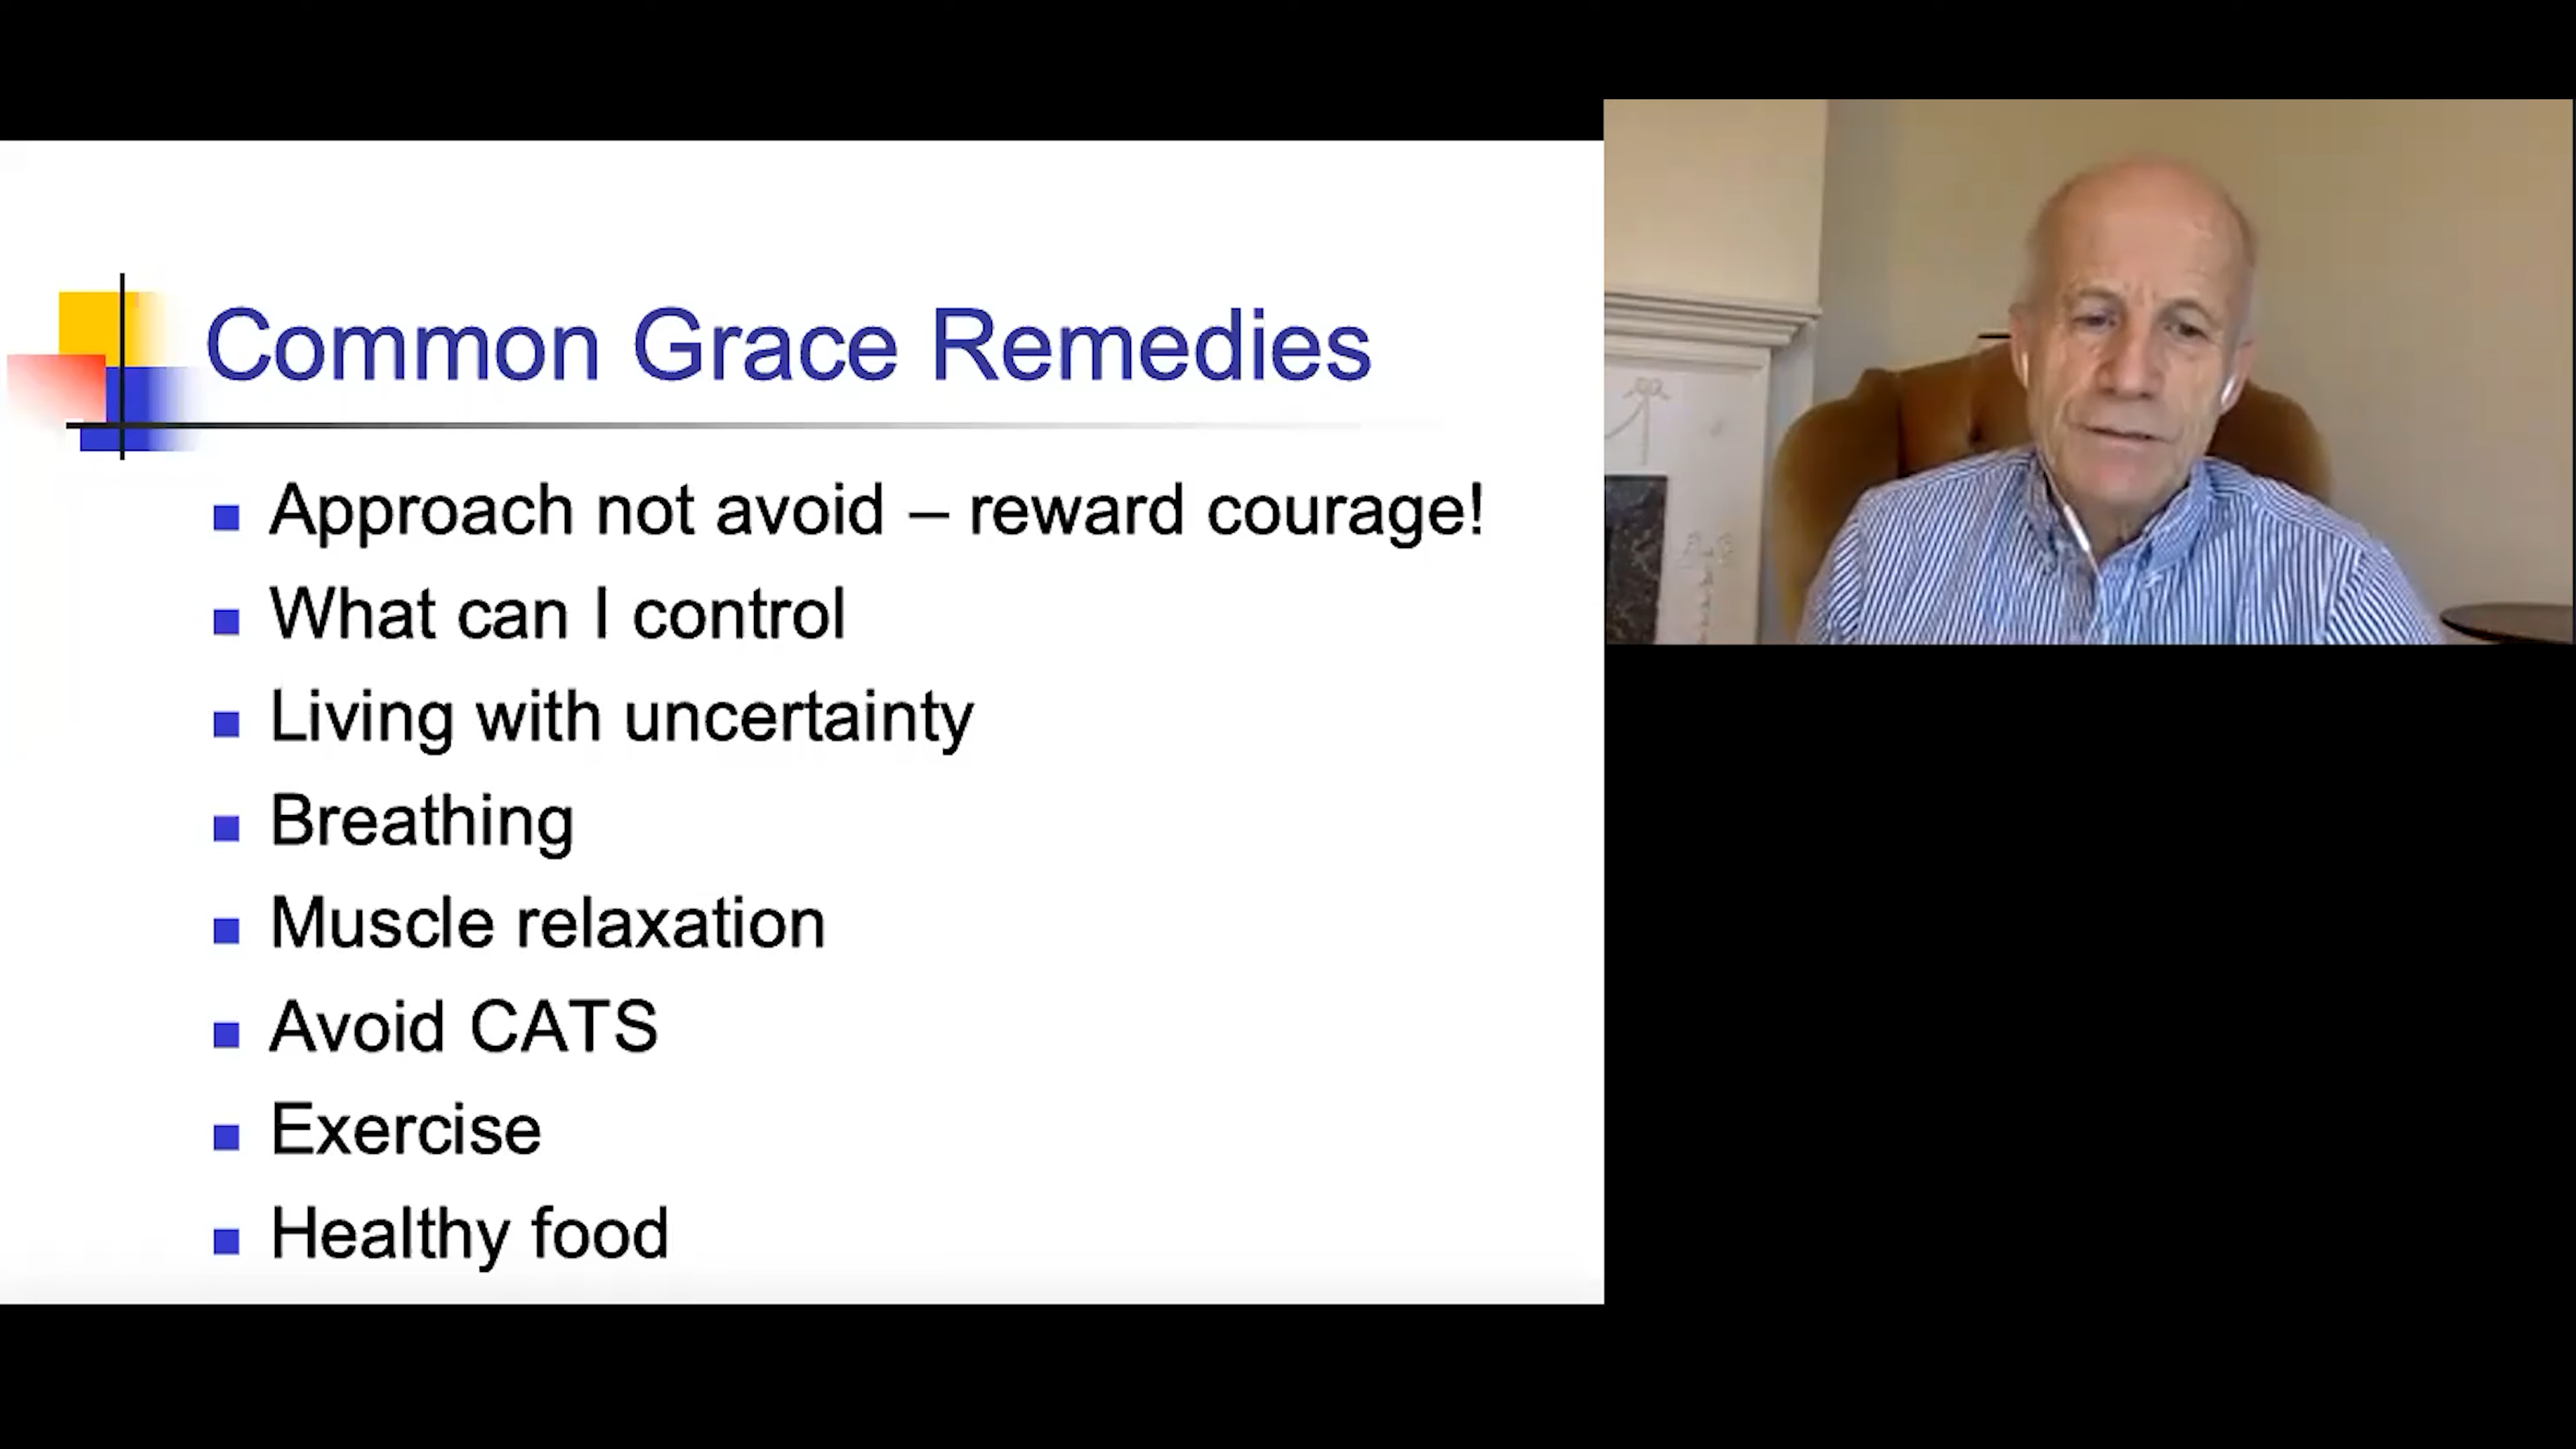 Common Grace Remedies
Approach not avoid – reward courage!
What can I control
Living with uncertainty
Breathing
Muscle relaxation
Avoid CATS
Exercise
Healthy food